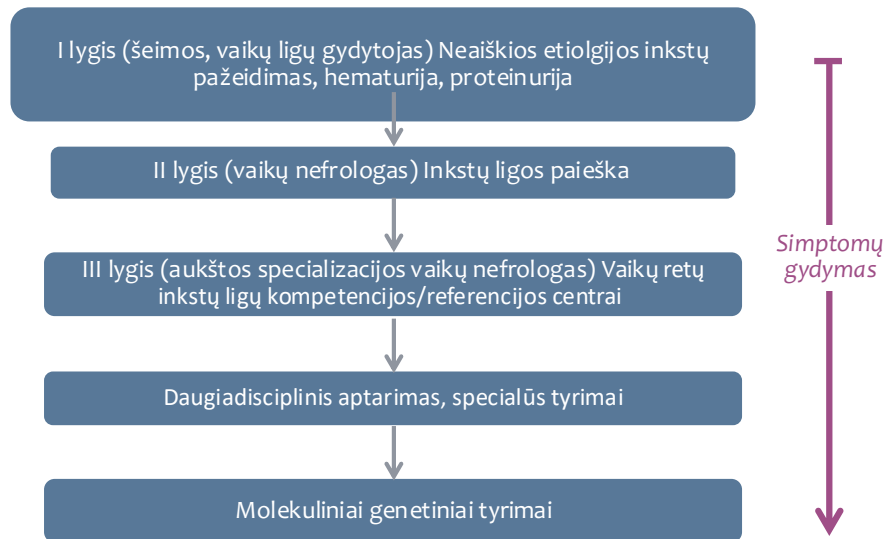 I lygis (šeimos, vaikų ligų gydytojas) Neaiškios etiolgijos inkstų
pažeidimas, hematurija, proteinurija
II lygis (vaikų nefrologas) Inkstų ligos paieška
III lygis (aukštos specializacijos vaikų nefrologas) Vaikų retų
inkstų ligų kompetencijos/referencijos centrai
Daugiadisciplinis aptarimas, specialūs tyrimai
Molekuliniai genetiniai tyrimai
Simptomų
gydymas